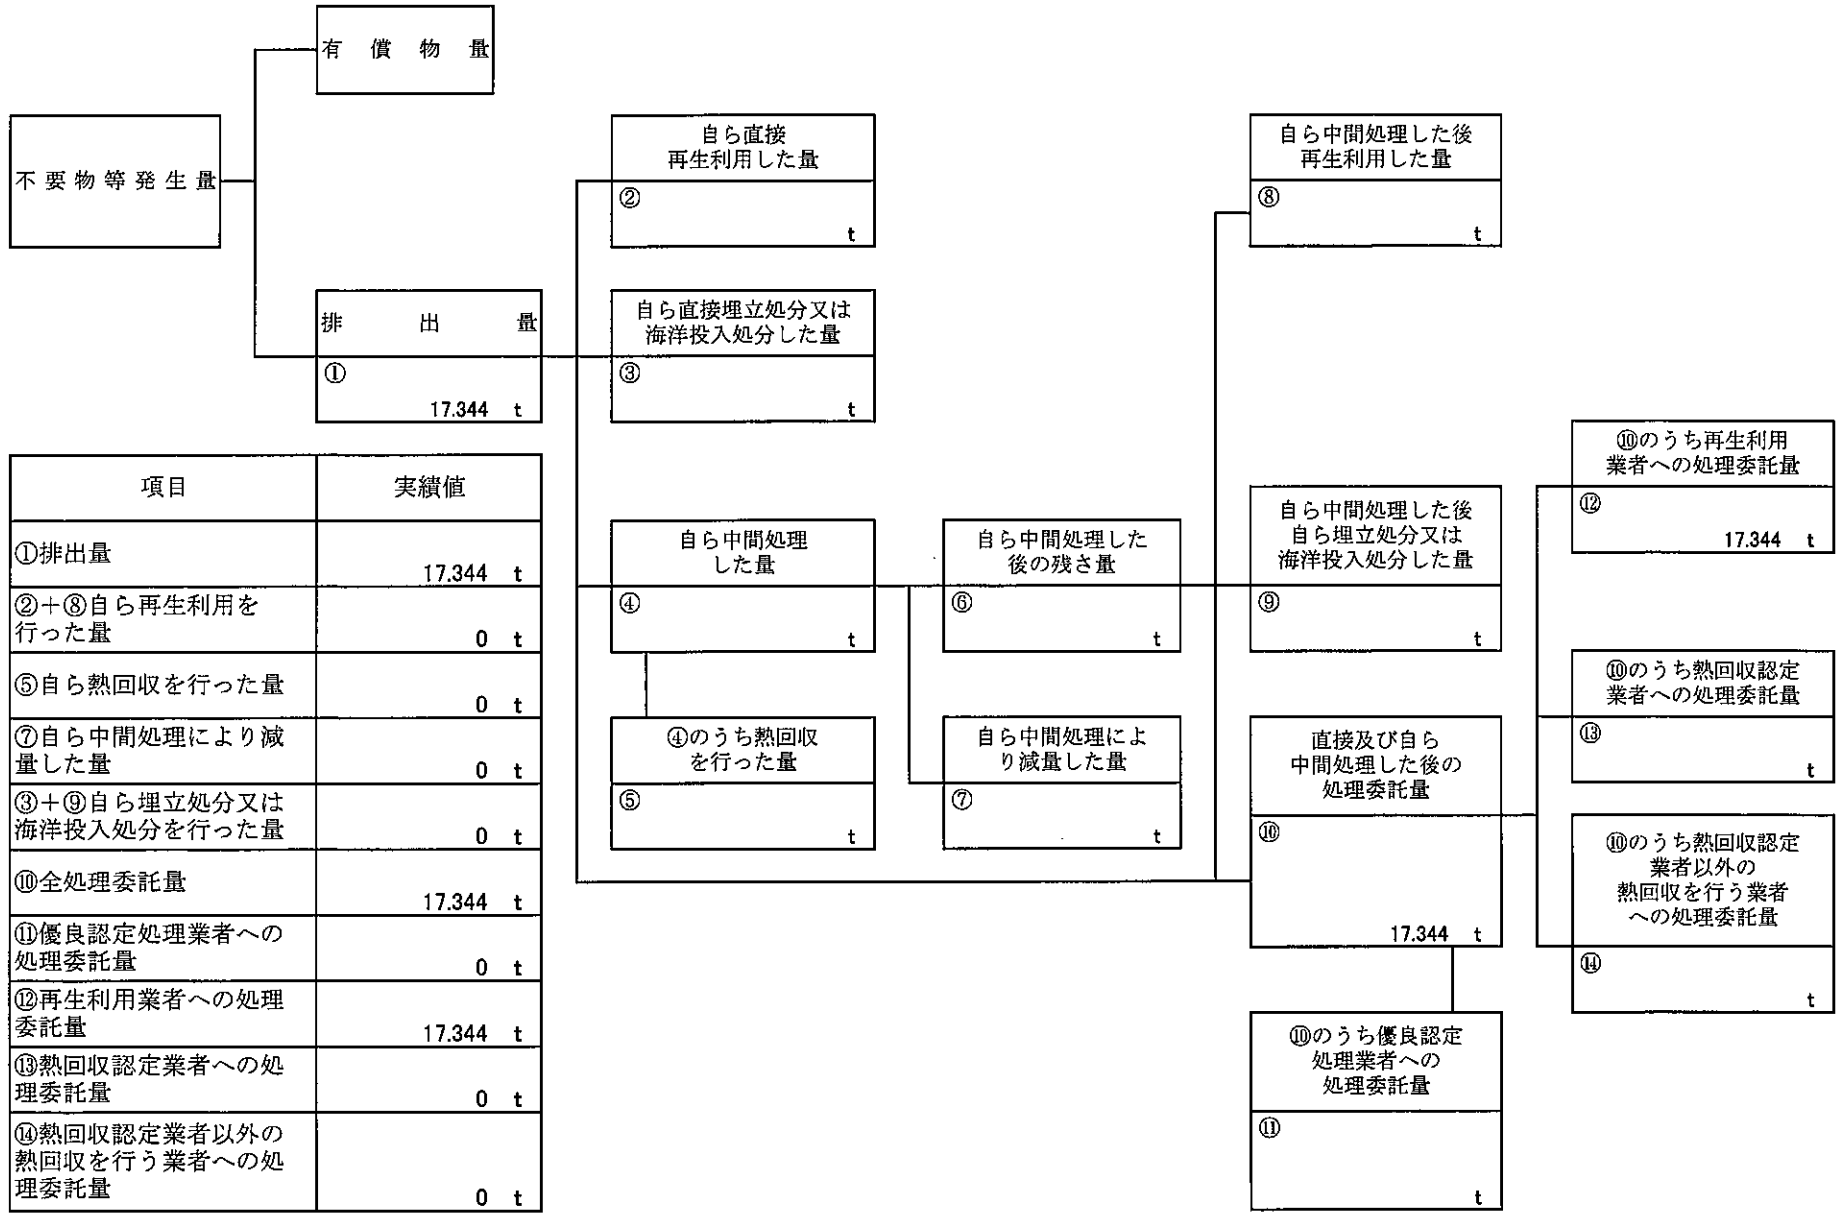 有償物量
不要物等発生量
排出量
①
17.344 t
自ら直接
再生利用した量
②
t
自ら直接埋立処分又は
海洋投入処分した量
③
t
自ら中間処理
した量
④
t
④のうち熱回収
を行った量
⑤
t
自ら中間処理した
後の残さ量
⑥
t
自ら中間処理によ
り減量した量
⑦
t
自ら中間処理した後
再生利用した量
⑧
t
自ら中間処理した後
自ら埋立処分又は
海洋投入処分した量
⑨
t
直接及び自ら
中間処理した後の
処理委託量
⑩
17.344 t
⑩のうち優良認定
処理業者への
処理委託量
⑪
t
⑩のうち再生利用
業者への処理委託量
⑫
17.344 t
⑩のうち熱回収認定
業者への処理委託量
⑬
t
⑩のうち熱回収認定
業者以外の
熱回収を行う業者
への処理委託量
⑭
t
項目 実績値
①排出量
17.344 t
②+⑧自ら再生利用を
行った量
0 t
⑤自ら熱回収を行った量
0 t
⑦自ら中間処理により減
量した量
0 t
③+⑨自ら埋立処分又は
海洋投入処分を行った量
0 t
⑩全処理委託量
17.344 t
⑪優良認定処理業者への
処理委託量
0 t
⑫再生利用業者への処理
委託量
17.344 t
⑬熱回収認定業者への処
理委託量
0 t
⑭熱回収認定業者以外の
熱回収を行う業者への処
理委託量
0 t